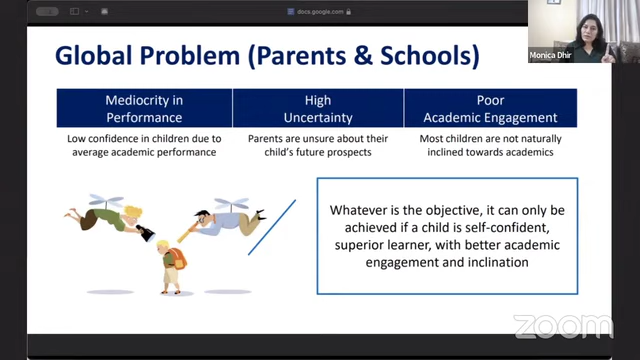 docs.google.com
Monica Dhir
Global Problem (Parents & Schools)
Mediocrity in
Performance
High
Uncertainty
Poor
Academic Engagement
Low confidence in children due to
average academic performance
Parents are unsure about their
child's future prospects
Most children are not naturally
inclined towards academics
Whatever is the objective, it can only be
achieved if a child is self-confident,
superior learner, with better academic
engagement and inclination
zoom